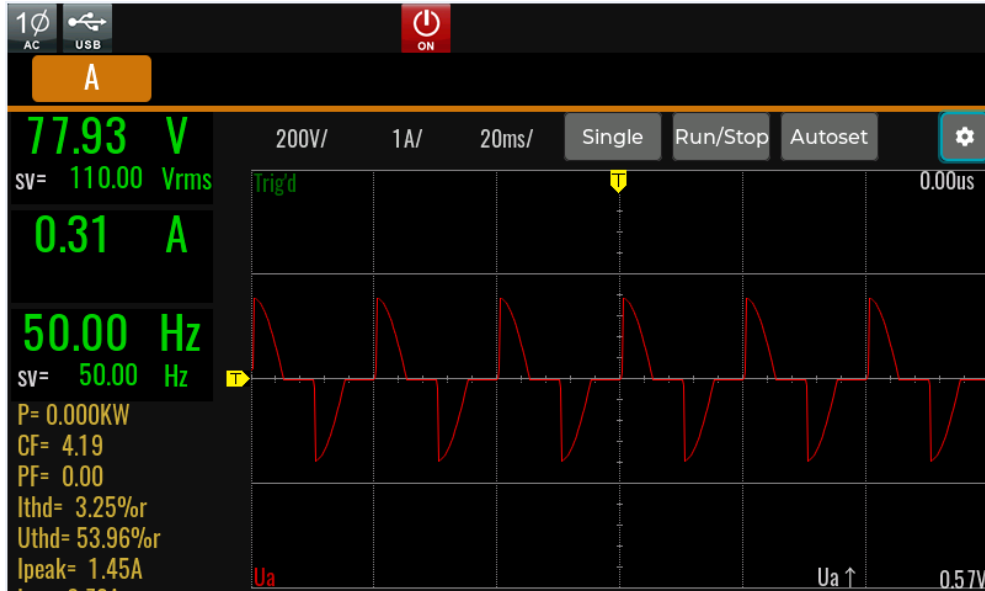 1Ø
AC
USB
ON
A
77.93 V
sv= 110.00 Vrms
0.31 A
50.00 Hz
sv= 50.00 Hz
P= 0.000KW
CF= 4.19
PF= 0.00
Ithd= 3.25%r
Uthd= 53.96%r
Ipeak= 1.45A
200V/ 1A/ 20ms/ Single Run/Stop Autoset
Trig'd T 0.00us
T
Ua Ua↑ 0.57V